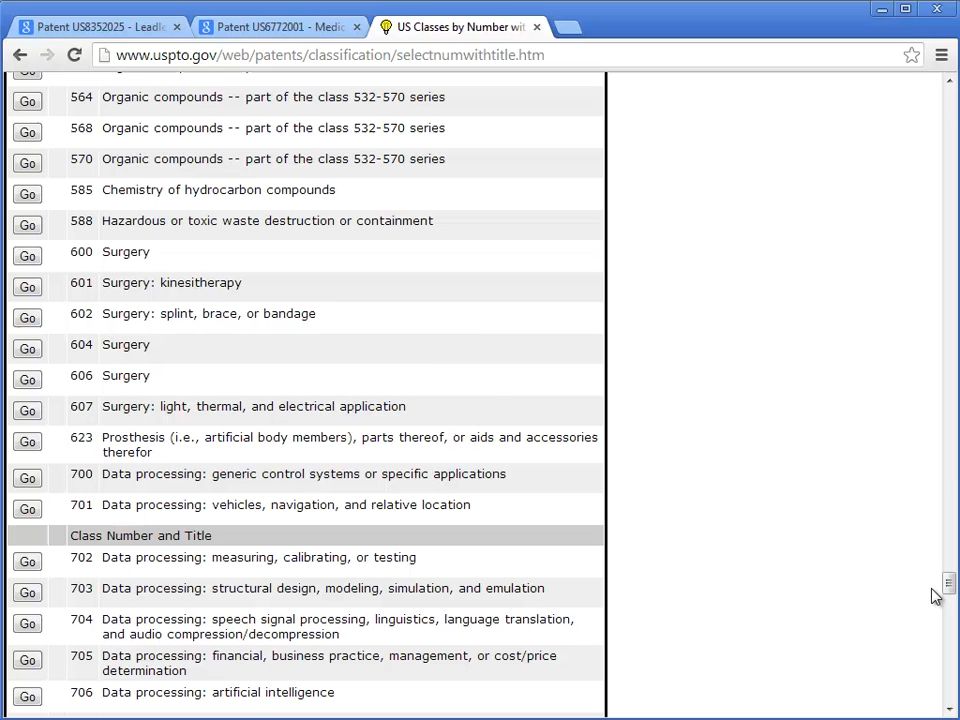 Patent US8352025 - Leadle
Patent US6772001 - Medic
US Classes by Number wit
www.uspto.gov/web/patents/classification/selectnumwithtitle.htm
Go
Go 564 Organic compounds -- part of the class 532-570 series
Go 568 Organic compounds -- part of the class 532-570 series
Go 570 Organic compounds -- part of the class 532-570 series
Go 585 Chemistry of hydrocarbon compounds
Go 588 Hazardous or toxic waste destruction or containment
Go 600 Surgery
Go 601 Surgery: kinesitherapy
Go 602 Surgery: splint, brace, or bandage
Go 604 Surgery
Go 606 Surgery
Go 607 Surgery: light, thermal, and electrical application
Go 623 Prosthesis (i.e., artificial body members), parts thereof, or aids and accessories
therefor
Go 700 Data processing: generic control systems or specific applications
Go 701 Data processing: vehicles, navigation, and relative location
Class Number and Title
Go 702 Data processing: measuring, calibrating, or testing
Go 703 Data processing: structural design, modeling, simulation, and emulation
Go 704 Data processing: speech signal processing, linguistics, language translation,
and audio compression/decompression
Go 705 Data processing: financial, business practice, management, or cost/price
determination
Go 706 Data processing: artificial intelligence